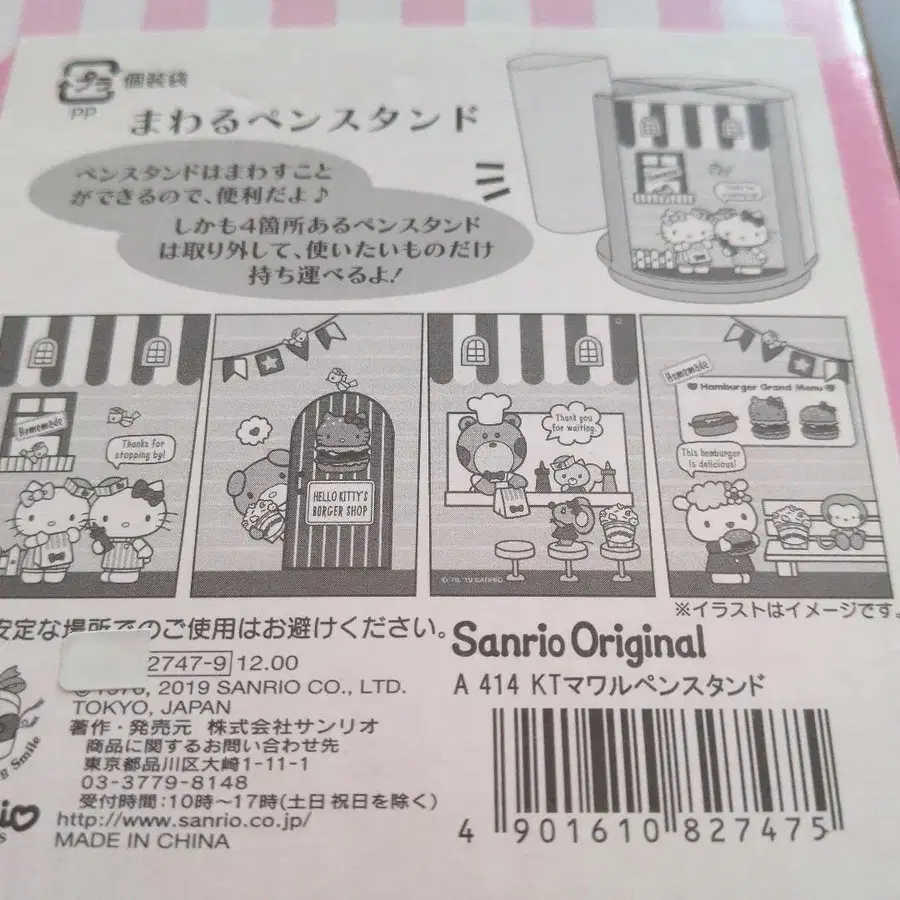 プラ 個装袋
PP
まわるペンスタンド
ペンスタンドはまわすこと
ができるので、便利だよ♪
しかも4箇所あるペンスタンド
は取り外して、使いたいものだけ
持ち運べるよ!
Homemade
Thanks for
stopping by!
HELLO KITTY'S
BURGER SHOP
Thank you
for waiting.
© '76, '19 SANRIO
Homemade
♥ Hamburger Grand Menu ♥
This hamburger
is delicious!
※イラストはイメージです。
安定な場所でのご使用はお避けください。
2747-9 12.00
© 1976, 2019 SANRIO CO., LTD.
TOKYO, JAPAN
著作・発売元 株式会社サンリオ
商品に関するお問い合わせ先
東京都品川区大崎1-11-1
03-3779-8148
受付時間:10時～17時(土日祝日を除く)
http://www.sanrio.co.jp/
MADE IN CHINA
Smile
Sanrio Original
A 414 KTマワルペンスタンド
4 901610 827475